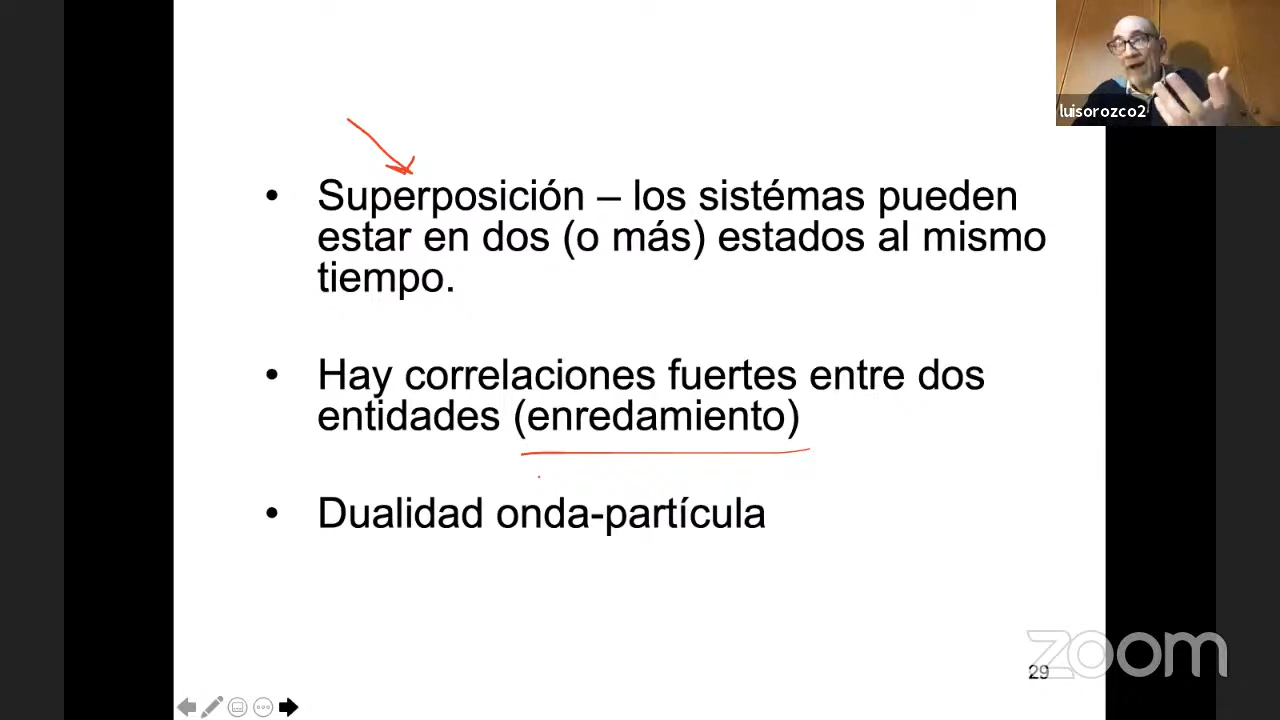 luisorozco2
• Superposición – los sistémas pueden
estar en dos (o más) estados al mismo
tiempo.
• Hay correlaciones fuertes entre dos
entidades (enredamiento)
• Dualidad onda-partícula
zoom
29